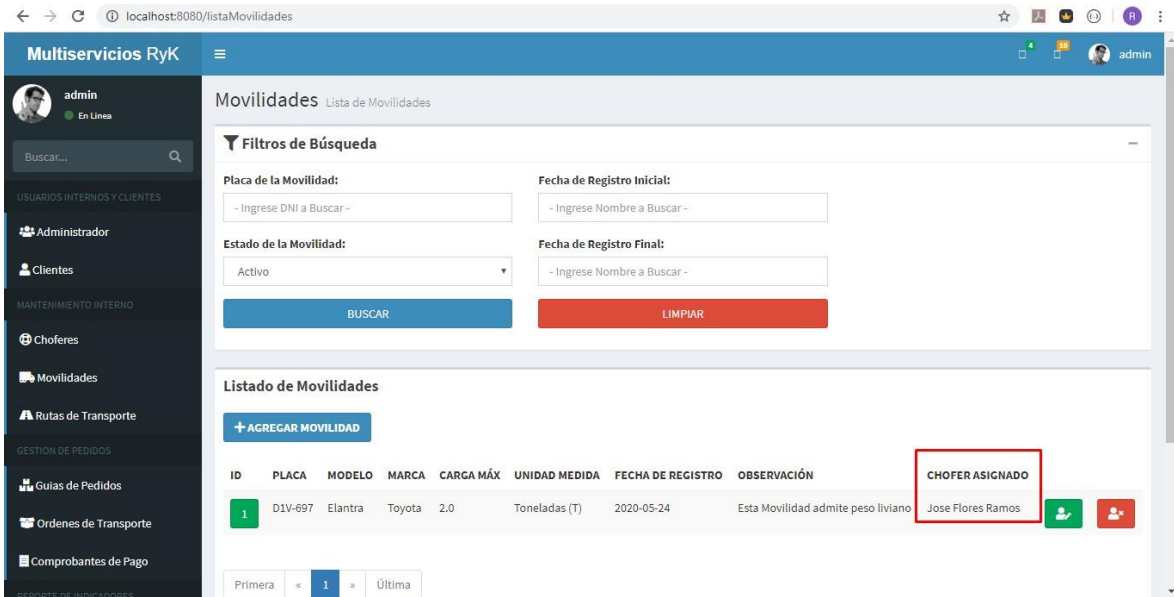 localhost:8080/listaMovilidades
R
Multiservicios RyK
4
10
admin
admin
En Linea
Buscar...
USUARIOS INTERNOS Y CLIENTES
Administrador
Clientes
MANTENIMIENTO INTERNO
Choferes
Movilidades
Rutas de Transporte
GESTION DE PEDIDOS
Guias de Pedidos
Ordenes de Transporte
Comprobantes de Pago
REPORTE DE INDICADORES
Movilidades Lista de Movilidades
Filtros de Búsqueda
Placa de la Movilidad:
- Ingrese DNI a Buscar -
Fecha de Registro Inicial:
- Ingrese Nombre a Buscar -
Estado de la Movilidad:
Activo
Fecha de Registro Final:
- Ingrese Nombre a Buscar -
BUSCAR
LIMPIAR
Listado de Movilidades
AGREGAR MOVILIDAD
ID PLACA MODELO MARCA CARGA MÁX UNIDAD MEDIDA FECHA DE REGISTRO OBSERVACIÓN CHOFER ASIGNADO
1 D1V-697 Elantra Toyota 2.0 Toneladas (T) 2020-05-24 Esta Movilidad admite peso liviano Jose Flores Ramos
Primera « 1 » Última